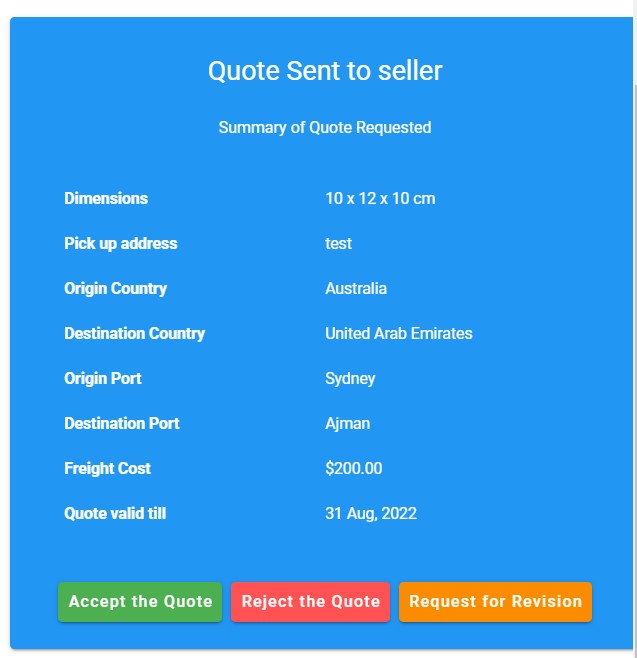 Quote Sent to seller
Summary of Quote Requested
Dimensions 10 x 12 x 10 cm
Pick up address test
Origin Country Australia
Destination Country United Arab Emirates
Origin Port Sydney
Destination Port Ajman
Freight Cost $200.00
Quote valid till 31 Aug, 2022
Accept the Quote Reject the Quote Request for Revision